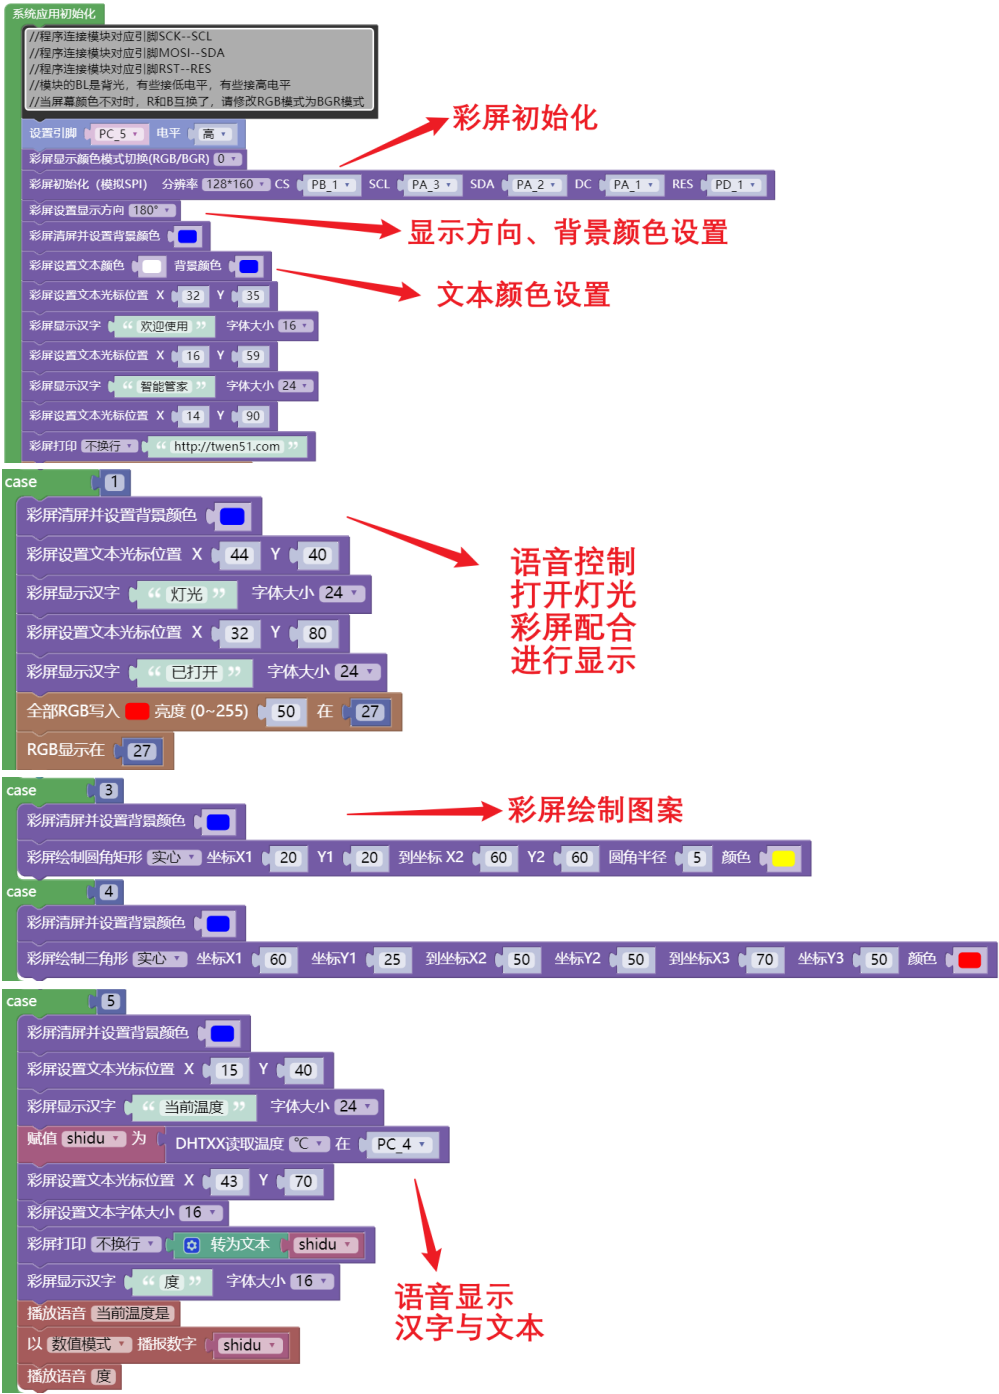 系统应用初始化
//程序连接模块对应引脚SCK--SCL
//程序连接模块对应引脚MOSI--SDA
//程序连接模块对应引脚RST--RES
//模块的BL是背光，有些接低电平，有些接高电平
//当屏幕颜色不对时，R和B互换了，请修改RGB模式为BGR模式
设置引脚 PC_5 电平 高
彩屏初始化
彩屏显示颜色模式切换(RGB/BGR) 0
彩屏初始化（模拟SPI） 分辨率 128*160 CS PB_1 SCL PA_3 SDA PA_2 DC PA_1 RES PD_1
彩屏设置显示方向 180°
显示方向、背景颜色设置
彩屏清屏并设置背景颜色
彩屏设置文本颜色 背景颜色
文本颜色设置
彩屏设置文本光标位置 X 32 Y 35
彩屏显示汉字 “ 欢迎使用 ” 字体大小 16
彩屏设置文本光标位置 X 16 Y 59
彩屏显示汉字 “ 智能管家 ” 字体大小 24
彩屏设置文本光标位置 X 14 Y 90
彩屏打印 不换行 “ http://twen51.com ”
case 1
彩屏清屏并设置背景颜色
彩屏设置文本光标位置 X 44 Y 40
彩屏显示汉字 “ 灯光 ” 字体大小 24
彩屏设置文本光标位置 X 32 Y 80
彩屏显示汉字 “ 已打开 ” 字体大小 24
全部RGB写入 亮度 (0~255) 50 在 27
RGB显示在 27
语音控制
打开灯光
彩屏配合
进行显示
case 3
彩屏清屏并设置背景颜色
彩屏绘制图案
彩屏绘制圆角矩形 实心 坐标X1 20 Y1 20 到坐标 X2 60 Y2 60 圆角半径 5 颜色
case 4
彩屏清屏并设置背景颜色
彩屏绘制三角形 实心 坐标X1 60 坐标Y1 25 到坐标X2 50 坐标Y2 50 到坐标X3 70 坐标Y3 50 颜色
case 5
彩屏清屏并设置背景颜色
彩屏设置文本光标位置 X 15 Y 40
彩屏显示汉字 “ 当前温度 ” 字体大小 24
赋值 shidu 为 DHTXX读取温度 ℃ 在 PC_4
彩屏设置文本光标位置 X 43 Y 70
彩屏设置文本字体大小 16
彩屏打印 不换行 转为文本 shidu
彩屏显示汉字 “ 度 ” 字体大小 16
播放语音 当前温度是
以 数值模式 播报数字 shidu
播放语音 度
语音显示
汉字与文本